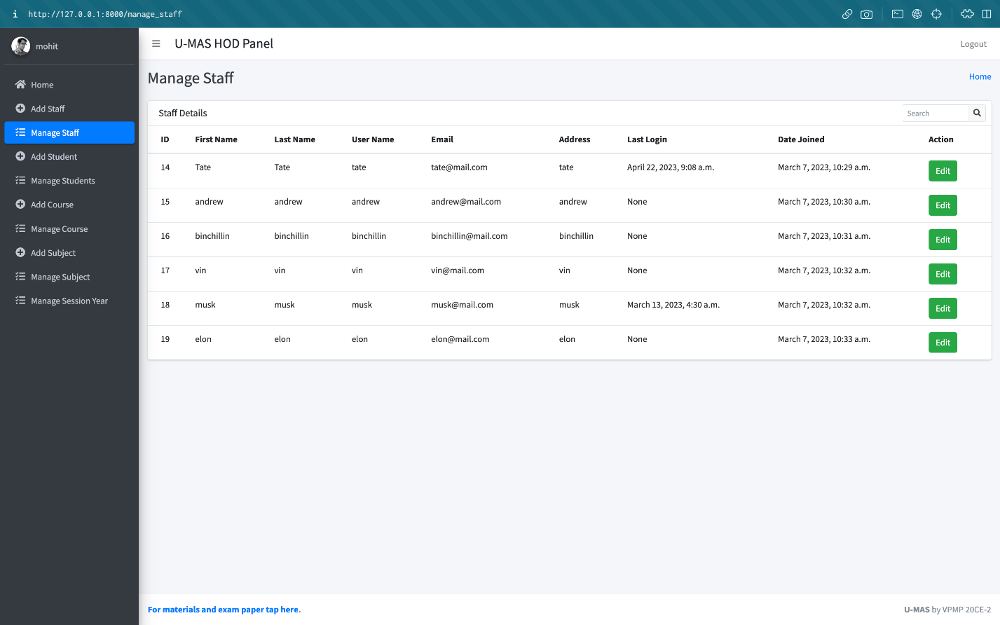 i http://127.0.0.1:8000/manage_staff
mohit
Home
Add Staff
Manage Staff
Add Student
Manage Students
Add Course
Manage Course
Add Subject
Manage Subject
Manage Session Year
U-MAS HOD Panel
Logout
Manage Staff
Home
Staff Details
Search
ID First Name Last Name User Name Email Address Last Login Date Joined Action
14 Tate Tate tate tate@mail.com tate April 22, 2023, 9:08 a.m. March 7, 2023, 10:29 a.m. Edit
15 andrew andrew andrew andrew@mail.com andrew None March 7, 2023, 10:30 a.m. Edit
16 binchillin binchillin binchillin binchillin@mail.com binchillin None March 7, 2023, 10:31 a.m. Edit
17 vin vin vin vin@mail.com vin None March 7, 2023, 10:32 a.m. Edit
18 musk musk musk musk@mail.com musk March 13, 2023, 4:30 a.m. March 7, 2023, 10:32 a.m. Edit
19 elon elon elon elon@mail.com elon None March 7, 2023, 10:33 a.m. Edit
For materials and exam paper tap here.
U-MAS by VPMP 20CE-2